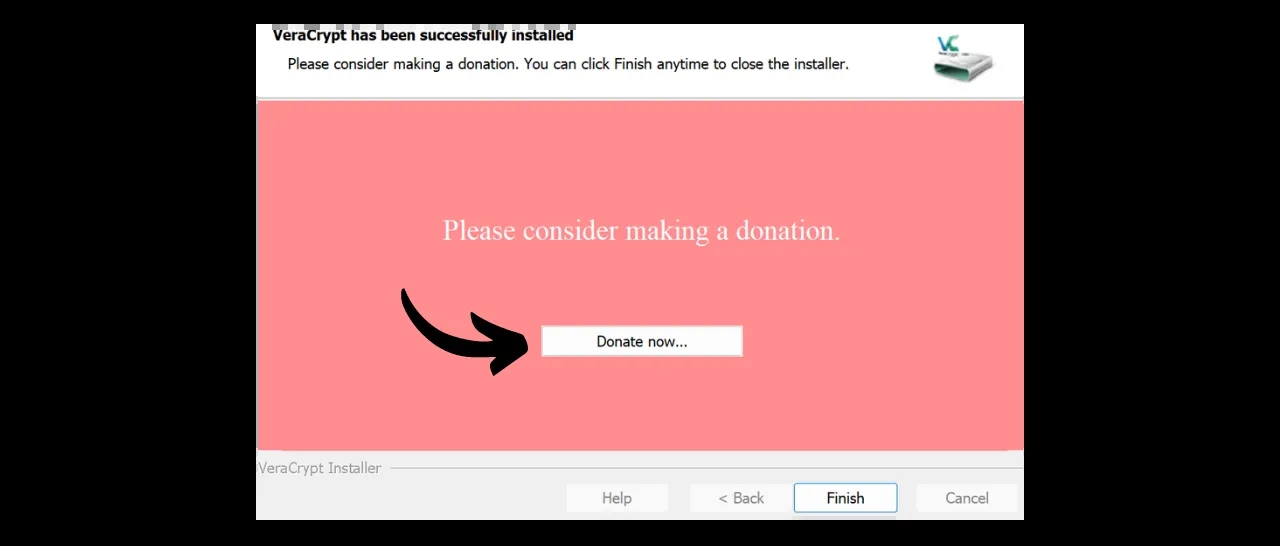 VeraCrypt has been successfully installed
Please consider making a donation. You can click Finish anytime to close the installer.
VC
Please consider making a donation.
Donate now...
VeraCrypt Installer
Help
< Back
Finish
Cancel